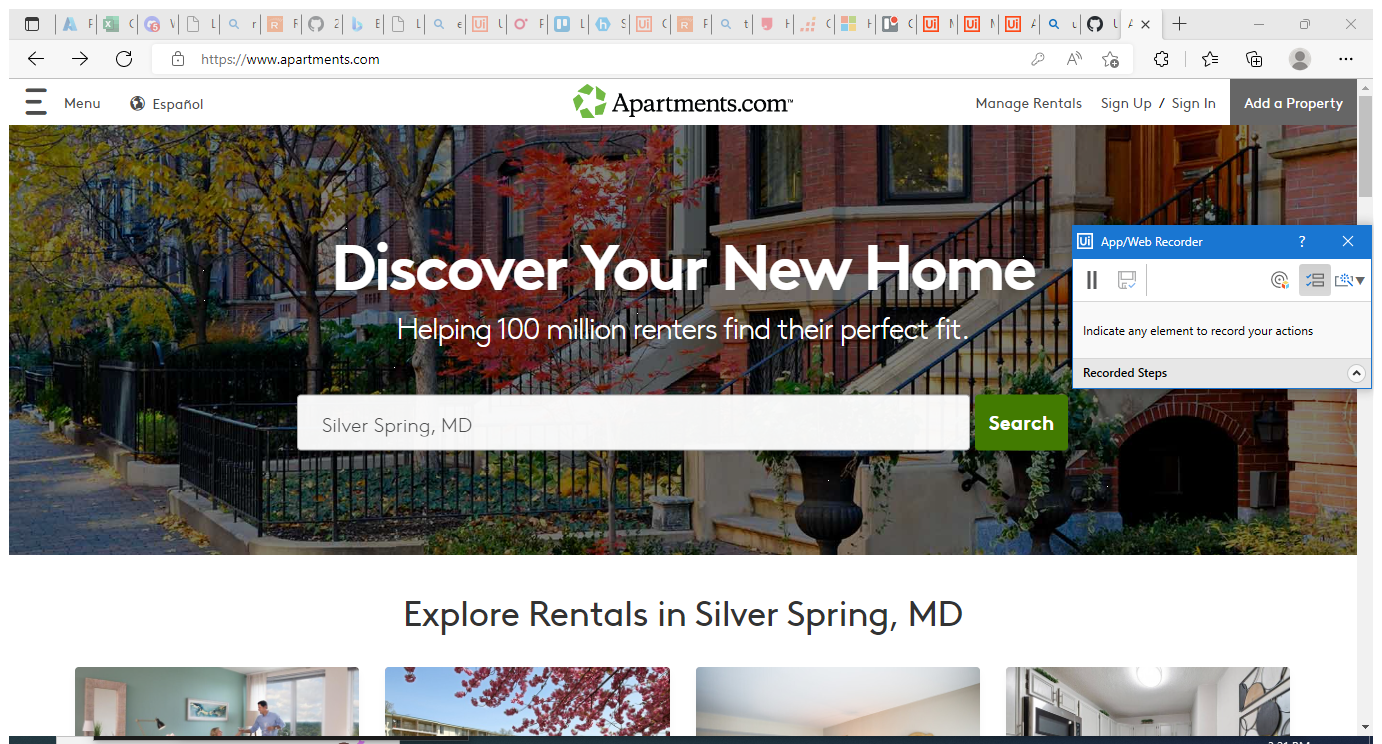 https://www.apartments.com
Menu
Español
Apartments.com™
Manage Rentals
Sign Up / Sign In
Add a Property
Discover Your New Home
Helping 100 million renters find their perfect fit.
Silver Spring, MD
Search
Ui App/Web Recorder ?
Indicate any element to record your actions
Recorded Steps
Explore Rentals in Silver Spring, MD